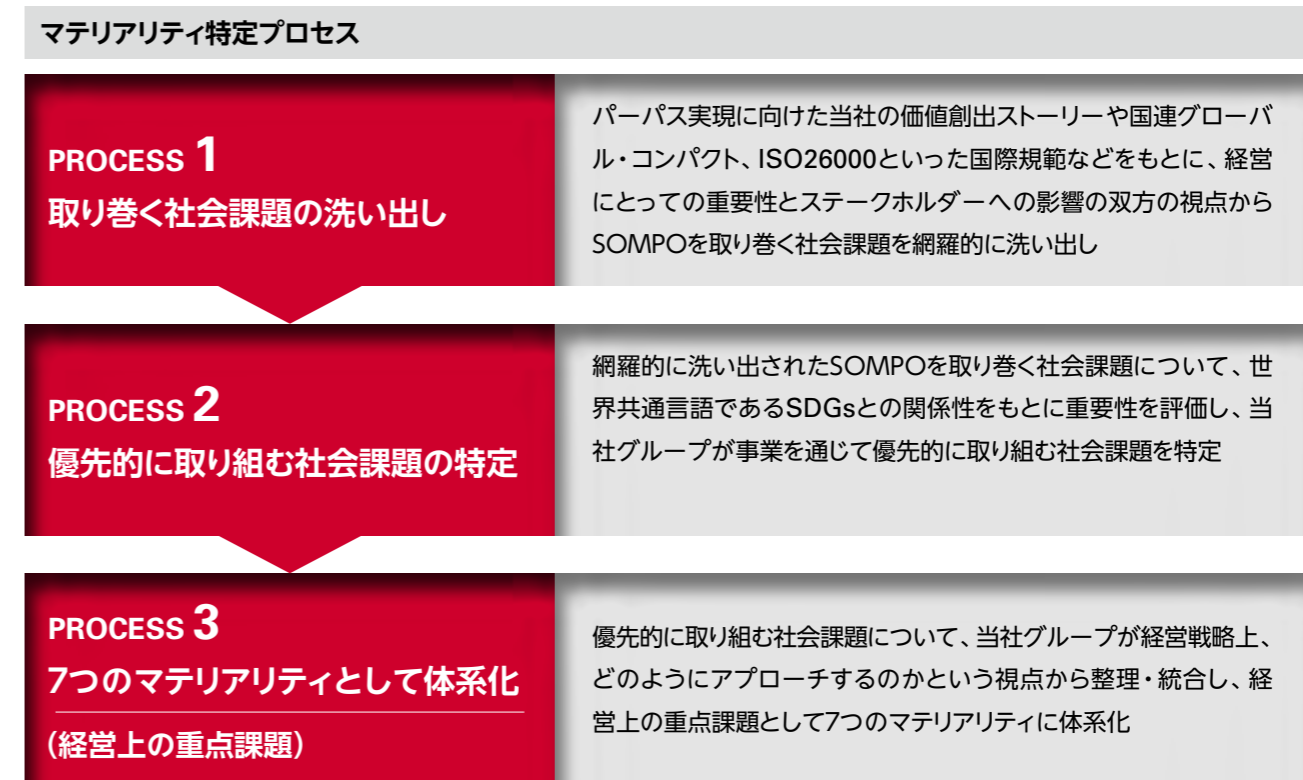 マテリアリティ特定プロセス
PROCESS 1
取り巻く社会課題の洗い出し
パーパス実現に向けた当社の価値創出ストーリーや国連グローバ
ル・コンパクト、ISO26000といった国際規範などをもとに、経営
にとっての重要性とステークホルダーへの影響の双方の視点から
SOMPOを取り巻く社会課題を網羅的に洗い出し
PROCESS 2
優先的に取り組む社会課題の特定
網羅的に洗い出されたSOMPOを取り巻く社会課題について、世
界共通言語であるSDGsとの関係性をもとに重要性を評価し、当
社グループが事業を通じて優先的に取り組む社会課題を特定
PROCESS 3
7つのマテリアリティとして体系化
(経営上の重点課題)
優先的に取り組む社会課題について、当社グループが経営戦略上、
どのようにアプローチするのかという視点から整理・統合し、経
営上の重点課題として7つのマテリアリティに体系化